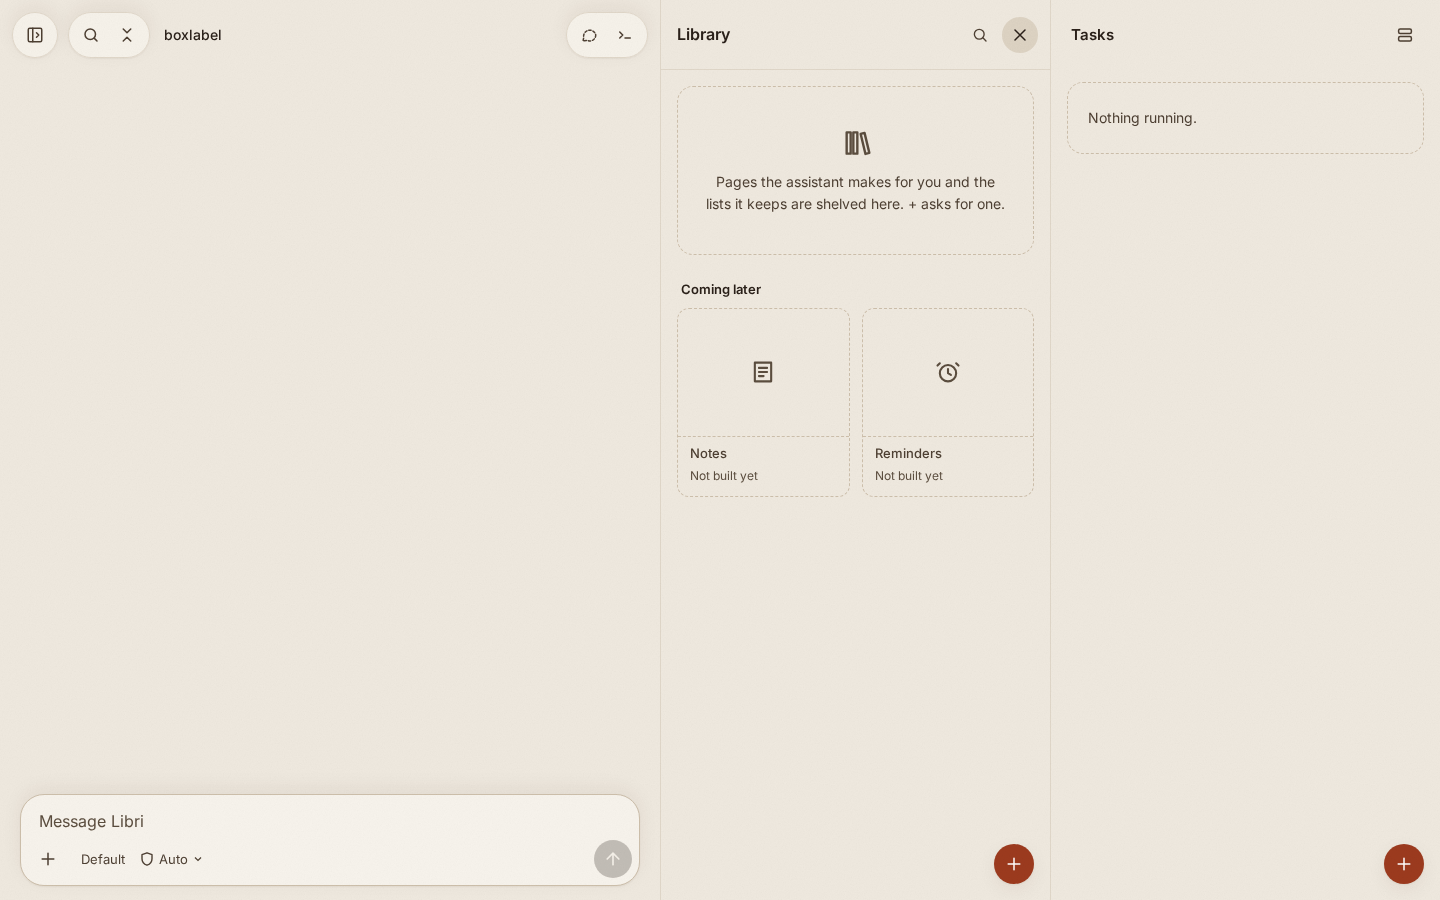 boxlabel
Library
Pages the assistant makes for you and the
lists it keeps are shelved here. + asks for one.
Coming later
Notes
Not built yet
Reminders
Not built yet
Tasks
Nothing running.
Message Libri
Default
Auto